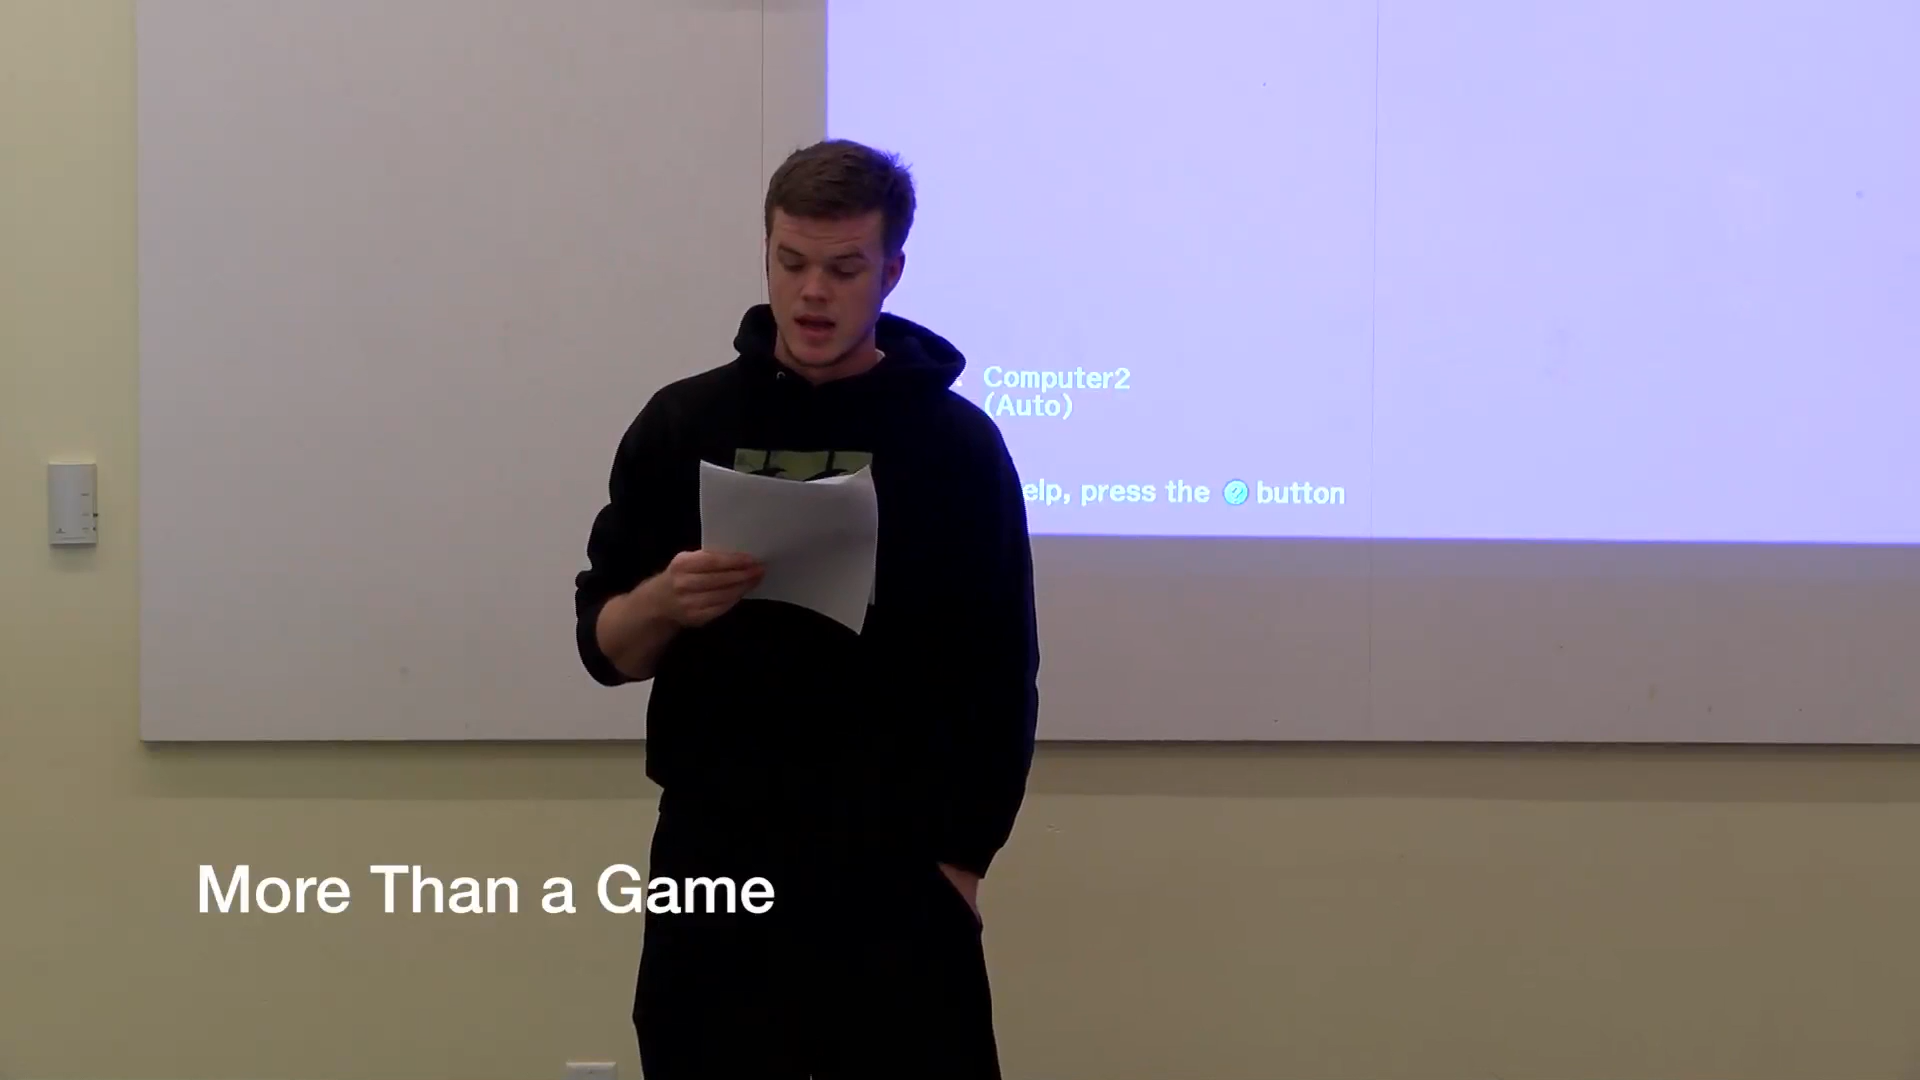 Computer2
(Auto)
elp, press the ? button
More Than a Game